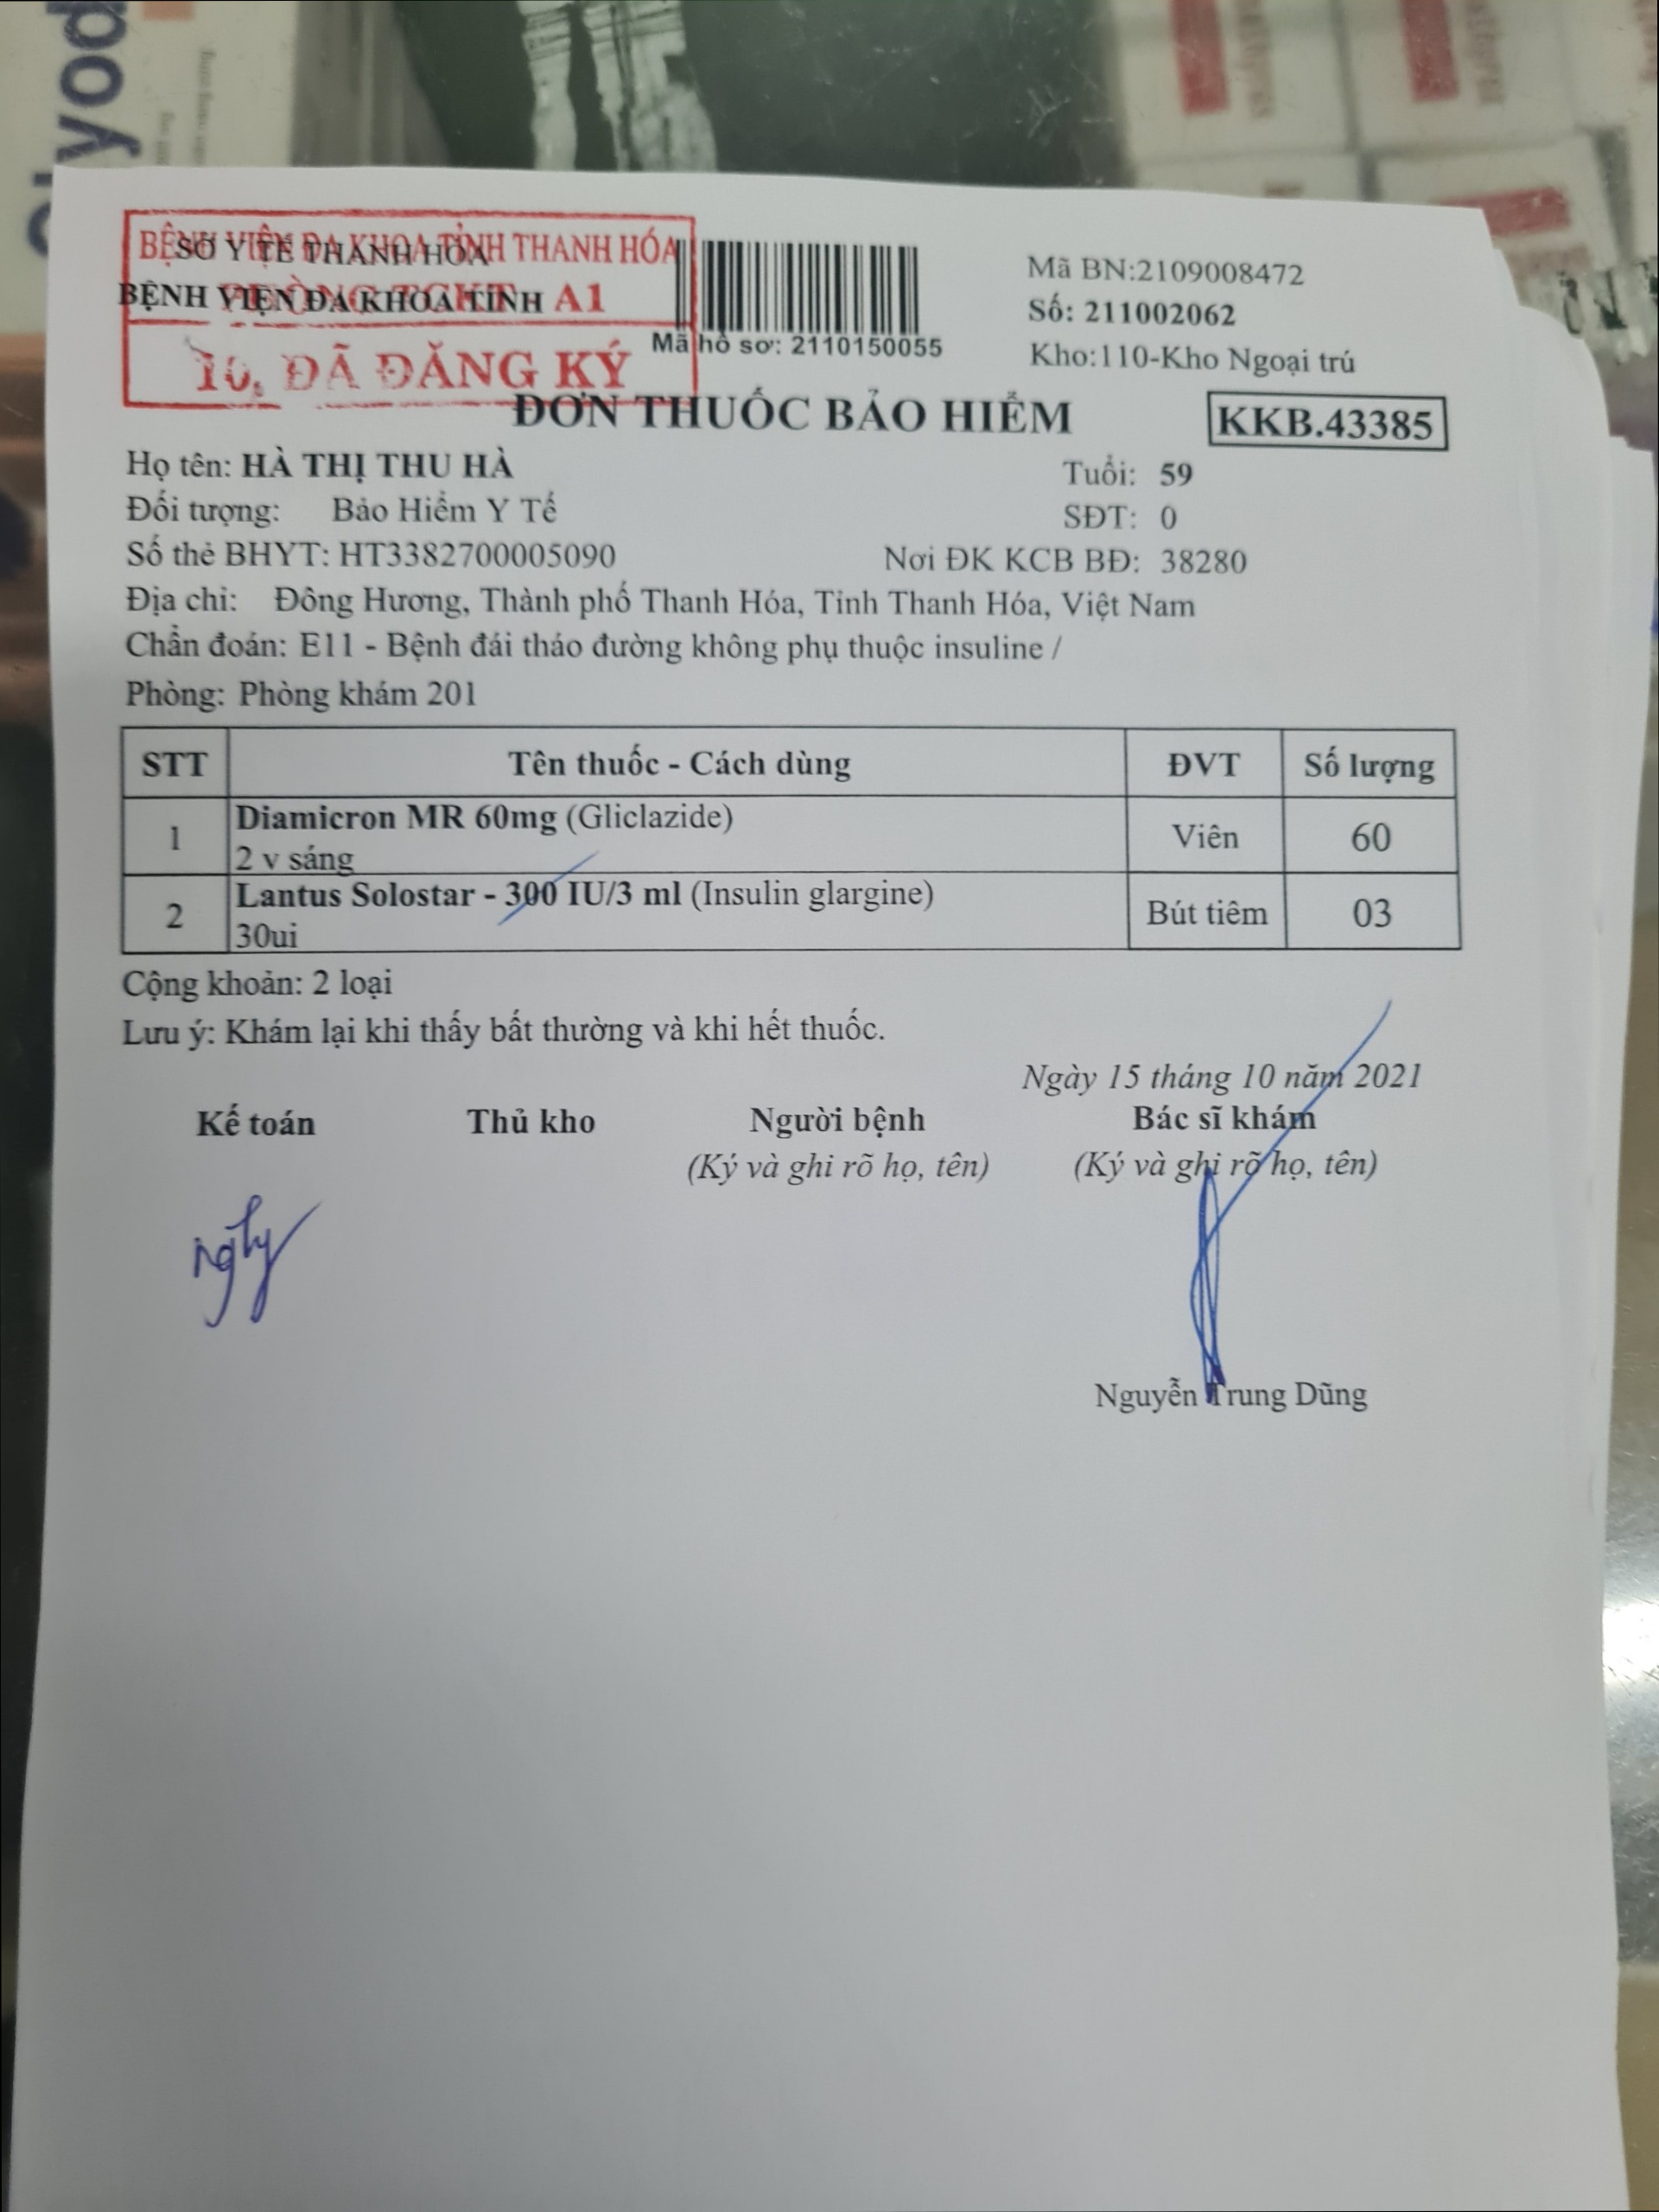 BỆNH VIỆN ĐA KHOA TỈNH THANH HÓA
SỞ Y TẾ THANH HÓA
BỆNH VIỆN ĐA KHOA TỈNH
PHÒNG TCKT A1
10. ĐÃ ĐĂNG KÝ
Mã hồ sơ: 2110150055
Mã BN:2109008472
Số: 211002062
Kho:110-Kho Ngoại trú
ĐƠN THUỐC BẢO HIỂM
KKB.43385
Họ tên: HÀ THỊ THU HÀ Tuổi: 59
Đối tượng: Bảo Hiểm Y Tế SĐT: 0
Số thẻ BHYT: HT3382700005090 Nơi ĐK KCB BĐ: 38280
Địa chỉ: Đông Hương, Thành phố Thanh Hóa, Tỉnh Thanh Hóa, Việt Nam
Chẩn đoán: E11 - Bệnh đái tháo đường không phụ thuộc insuline /
Phòng: Phòng khám 201
STT Tên thuốc - Cách dùng ĐVT Số lượng
1 Diamicron MR 60mg (Gliclazide) Viên 60
2 v sáng
2 Lantus Solostar - 300 IU/3 ml (Insulin glargine) Bút tiêm 03
30ui
Cộng khoản: 2 loại
Lưu ý: Khám lại khi thấy bất thường và khi hết thuốc.
Ngày 15 tháng 10 năm 2021
Kế toán Thủ kho Người bệnh Bác sĩ khám
(Ký và ghi rõ họ, tên) (Ký và ghi rõ họ, tên)
Nguyễn Trung Dũng